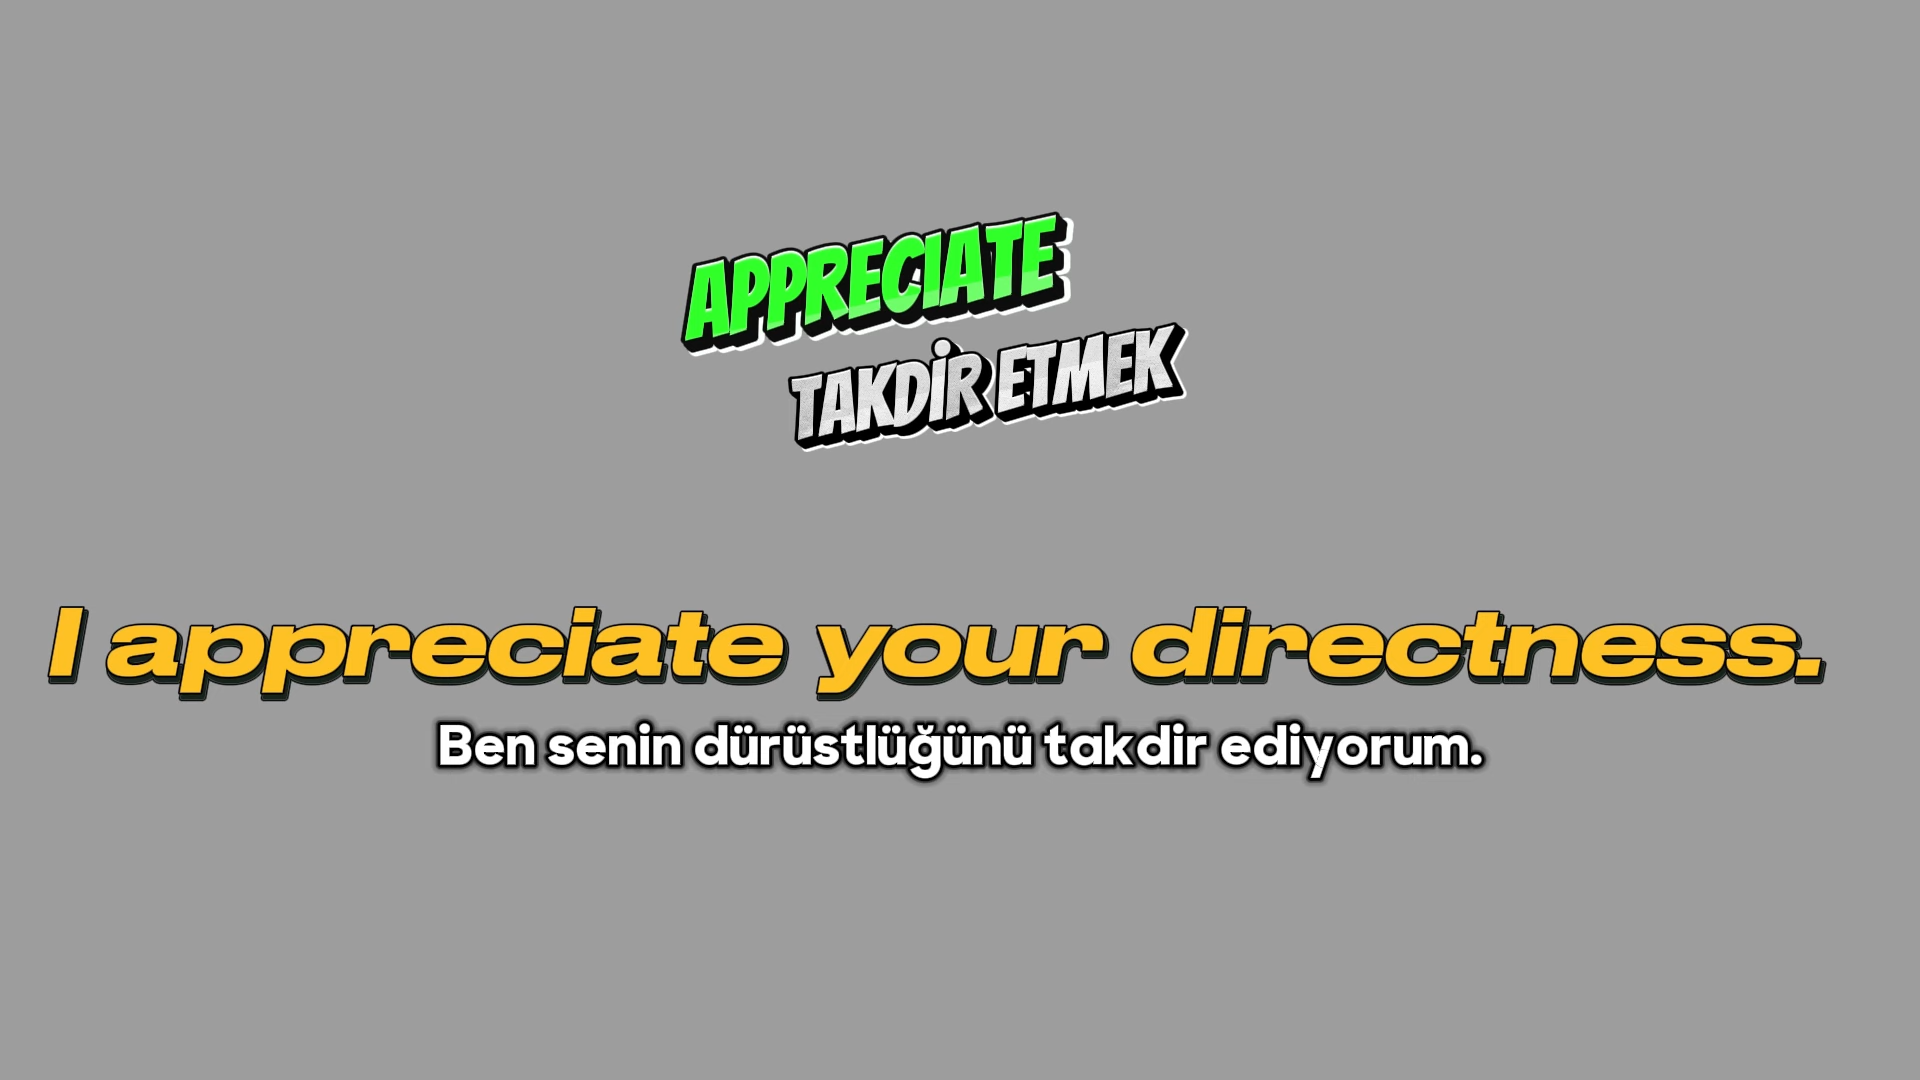 APPRECIATE
TAKDİR ETMEK
I appreciate your directness.
Ben senin dürüstlüğünü takdir ediyorum.